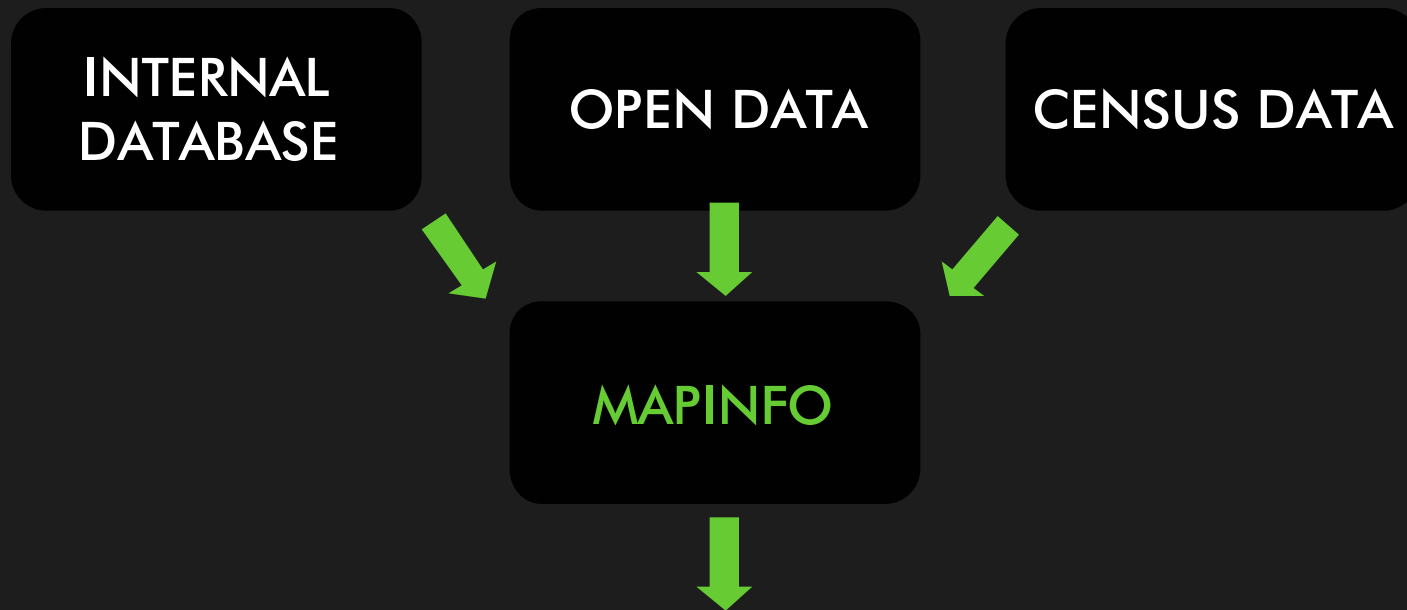 INTERNAL
DATABASE
OPEN DATA
CENSUS DATA
MAPINFO